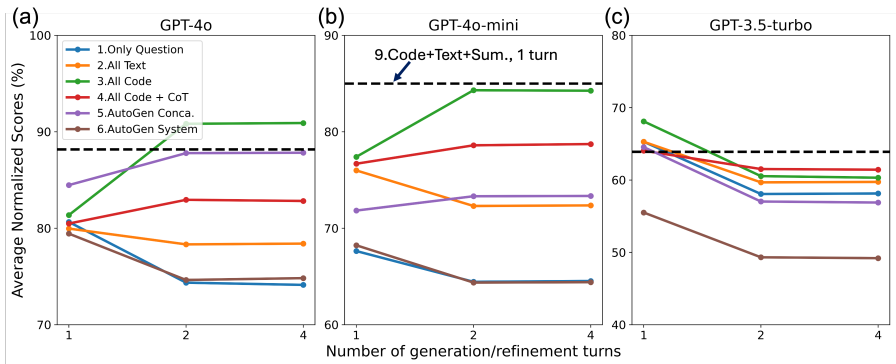 (a)
GPT-4o
(b)
GPT-4o-mini
(c)
GPT-3.5-turbo
Average Normalized Scores (%)
100
90
80
70
1.Only Question
2.All Text
3.All Code
4.All Code + CoT
5.AutoGen Conca.
6.AutoGen System
1
2
4
90
80
70
60
9.Code+Text+Sum., 1 turn
1
2
4
80
70
60
50
40
1
2
4
Number of generation/refinement turns